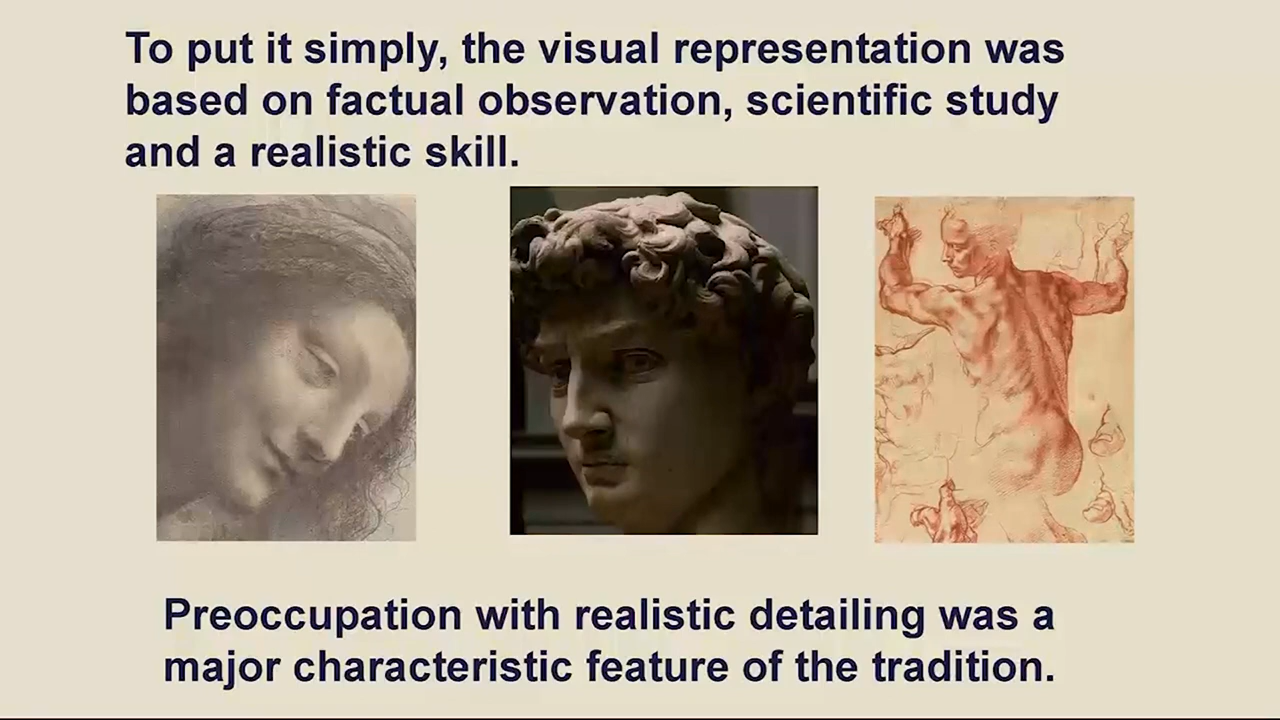 To put it simply, the visual representation was
based on factual observation, scientific study
and a realistic skill.
Preoccupation with realistic detailing was a
major characteristic feature of the tradition.